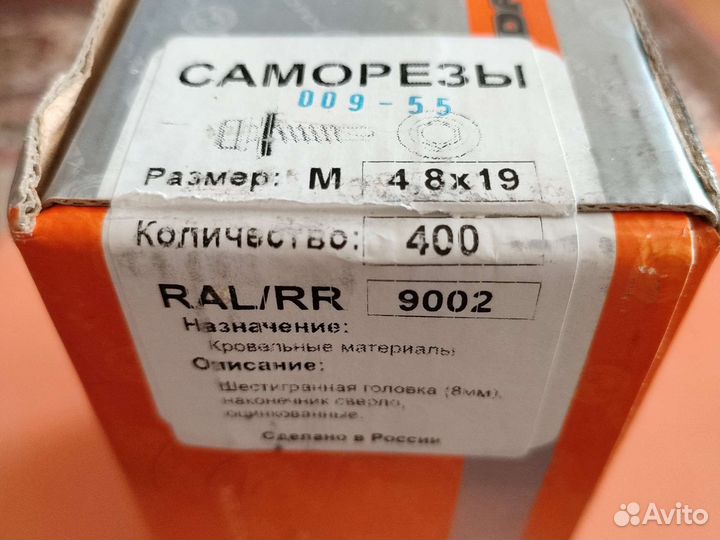 САМОРЕЗЫ
009-55
Размер: М 4 8х19
Количество: 400
RAL/RR 9002
Назначение:
Кровельные материалы
Описание:
Шестигранная головка (8мм),
наконечник сверло,
оцинкованные.
Сделано в России
Avito